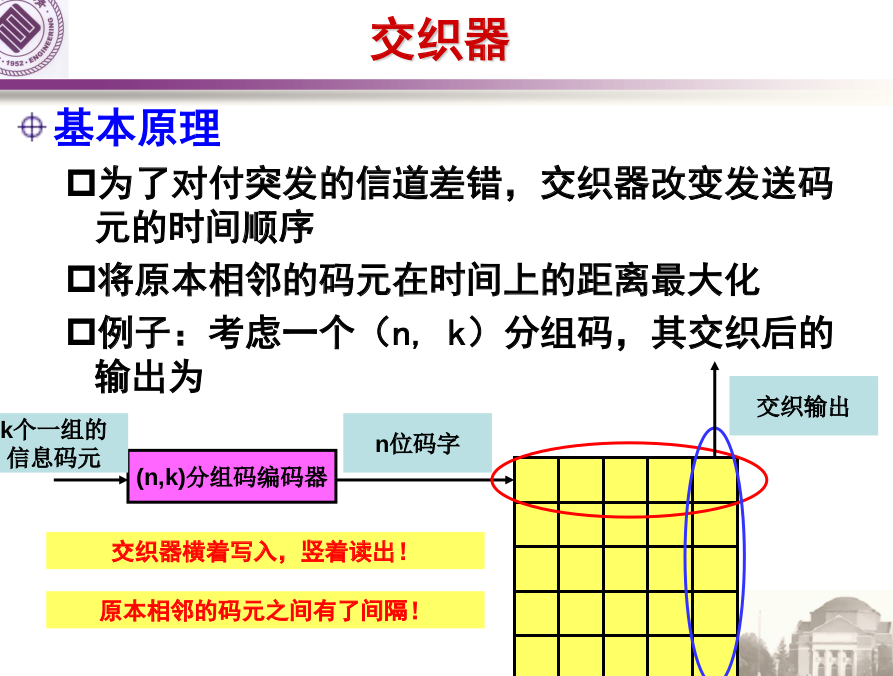 交织器
·1952·ENGINEERING
基本原理
为了对付突发的信道差错，交织器改变发送码
元的时间顺序
将原本相邻的码元在时间上的距离最大化
例子：考虑一个（n, k）分组码，其交织后的
输出为
交织输出
k个一组的
信息码元
n位码字
(n,k)分组码编码器
交织器横着写入，竖着读出！
原本相邻的码元之间有了间隔！